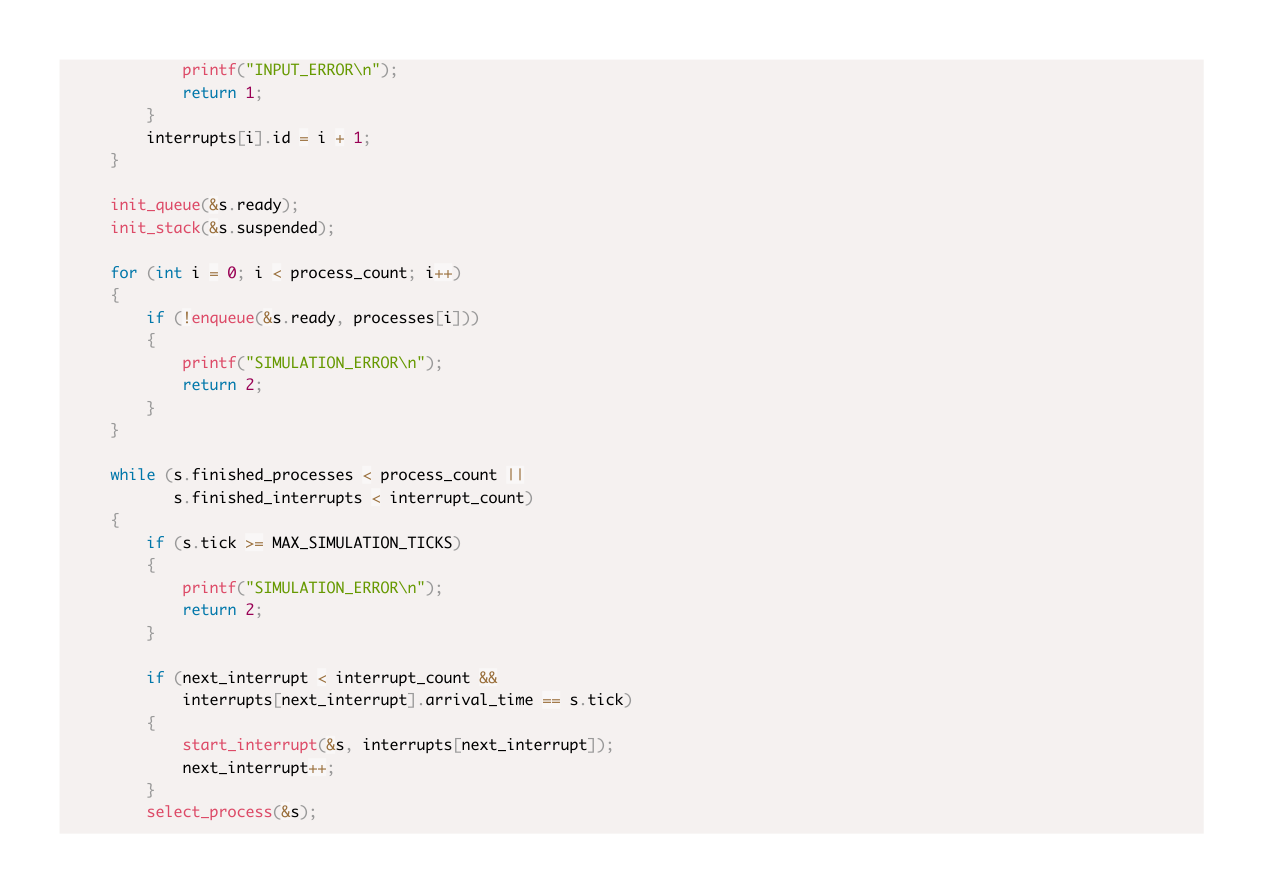 printf("INPUT_ERROR\n");
            return 1;
        }
        interrupts[i].id = i + 1;
    }

    init_queue(&s.ready);
    init_stack(&s.suspended);

    for (int i = 0; i < process_count; i++)
    {
        if (!enqueue(&s.ready, processes[i]))
        {
            printf("SIMULATION_ERROR\n");
            return 2;
        }
    }

    while (s.finished_processes < process_count ||
           s.finished_interrupts < interrupt_count)
    {
        if (s.tick >= MAX_SIMULATION_TICKS)
        {
            printf("SIMULATION_ERROR\n");
            return 2;
        }

        if (next_interrupt < interrupt_count &&
            interrupts[next_interrupt].arrival_time == s.tick)
        {
            start_interrupt(&s, interrupts[next_interrupt]);
            next_interrupt++;
        }
        select_process(&s);